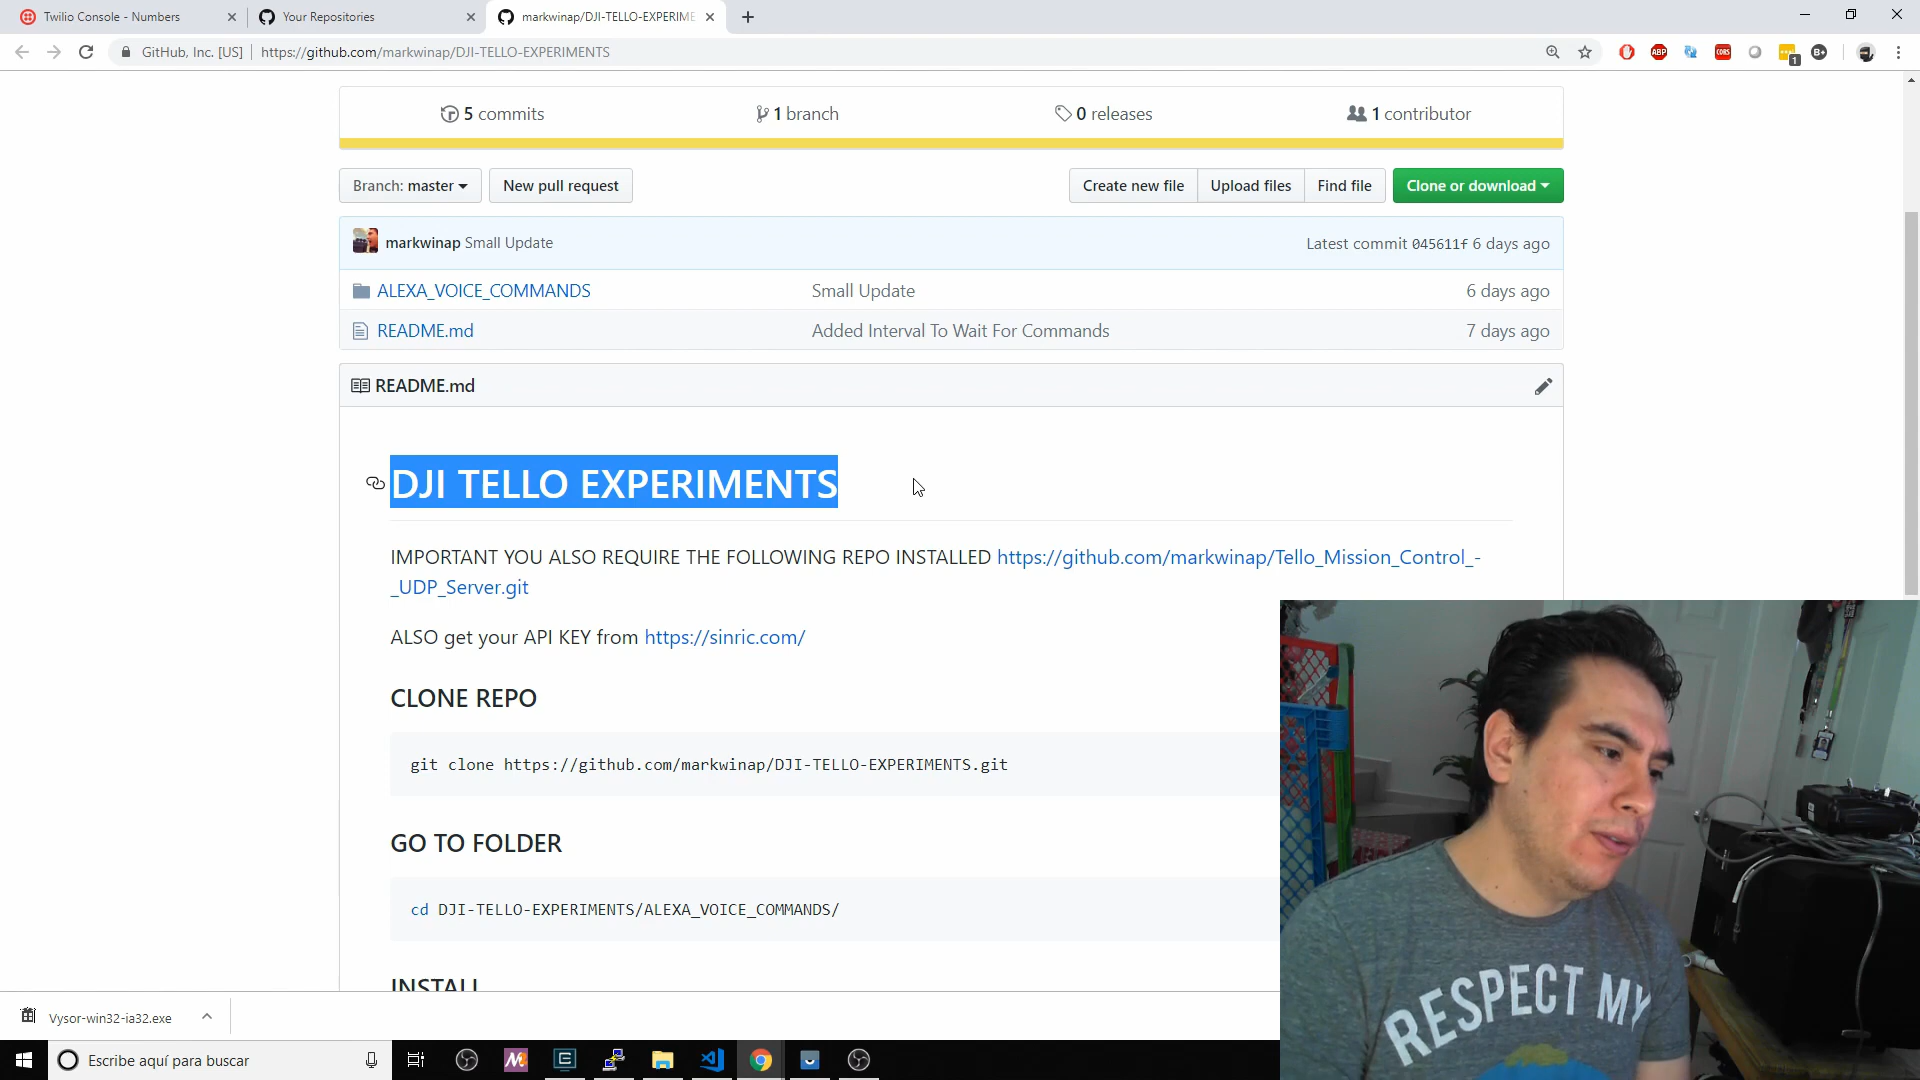 Twilio Console - Numbers
Your Repositories
markwinap/DJI-TELLO-EXPERIME
GitHub, Inc. [US]
https://github.com/markwinap/DJI-TELLO-EXPERIMENTS
ABP
CORS
1
B+
5 commits
1 branch
0 releases
1 contributor
Branch: master
New pull request
Create new file
Upload files
Find file
Clone or download
markwinap Small Update
Latest commit 045611f 6 days ago
ALEXA_VOICE_COMMANDS
Small Update
6 days ago
README.md
Added Interval To Wait For Commands
7 days ago
README.md
DJI TELLO EXPERIMENTS
IMPORTANT YOU ALSO REQUIRE THE FOLLOWING REPO INSTALLED https://github.com/markwinap/Tello_Mission_Control_-
_UDP_Server.git
ALSO get your API KEY from https://sinric.com/
CLONE REPO
git clone https://github.com/markwinap/DJI-TELLO-EXPERIMENTS.git
GO TO FOLDER
cd DJI-TELLO-EXPERIMENTS/ALEXA_VOICE_COMMANDS/
INSTALL
RESPECT MY
Vysor-win32-ia32.exe
Escribe aquí para buscar